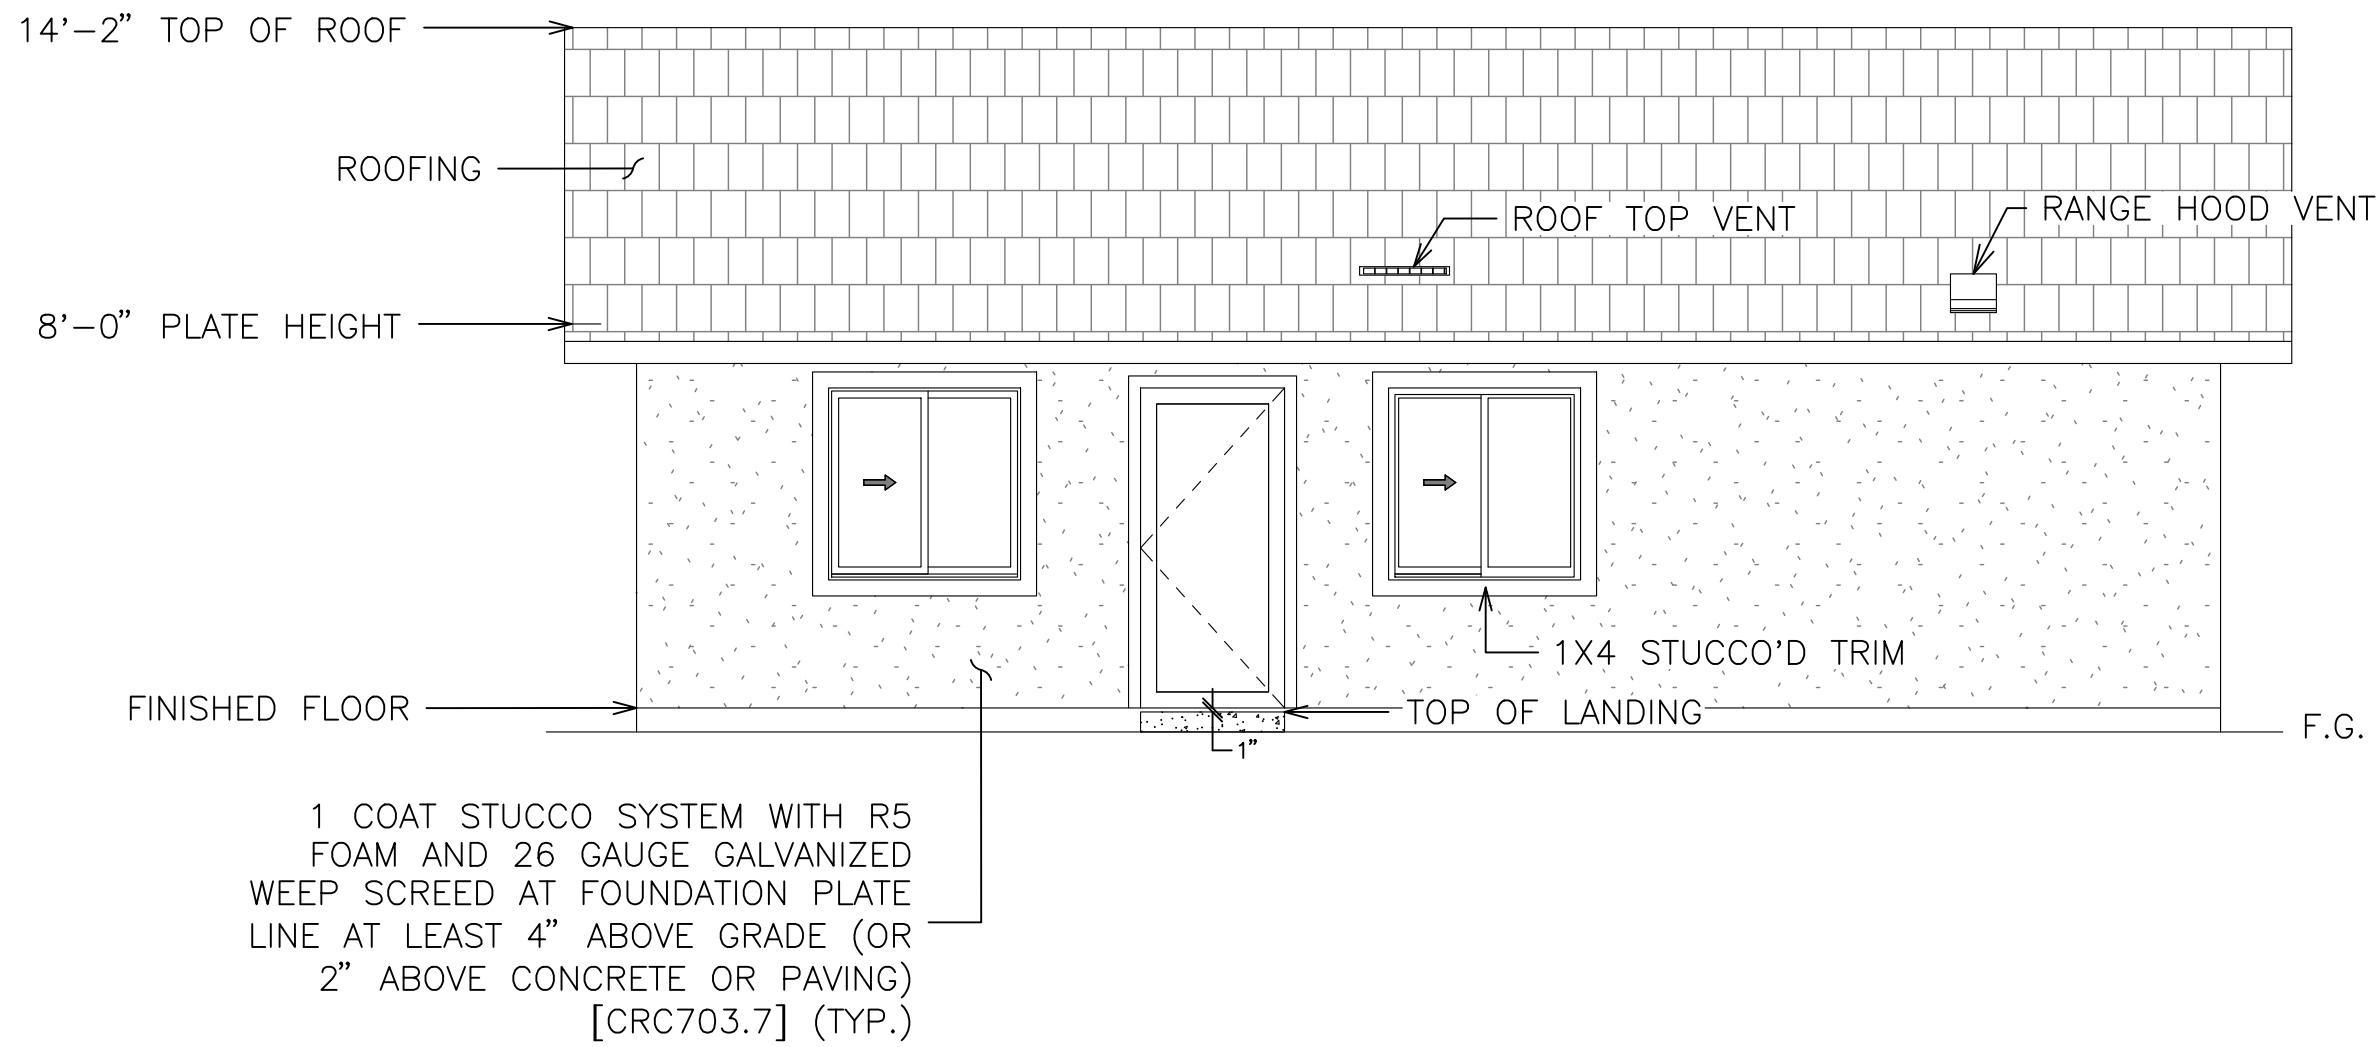 14'-2" TOP OF ROOF
ROOFING
ROOF TOP VENT
RANGE HOOD VENT
8'-0" PLATE HEIGHT
1X4 STUCCO'D TRIM
FINISHED FLOOR
TOP OF LANDING
F.G.
1"
1 COAT STUCCO SYSTEM WITH R5
FOAM AND 26 GAUGE GALVANIZED
WEEP SCREED AT FOUNDATION PLATE
LINE AT LEAST 4" ABOVE GRADE (OR
2" ABOVE CONCRETE OR PAVING)
[CRC703.7] (TYP.)